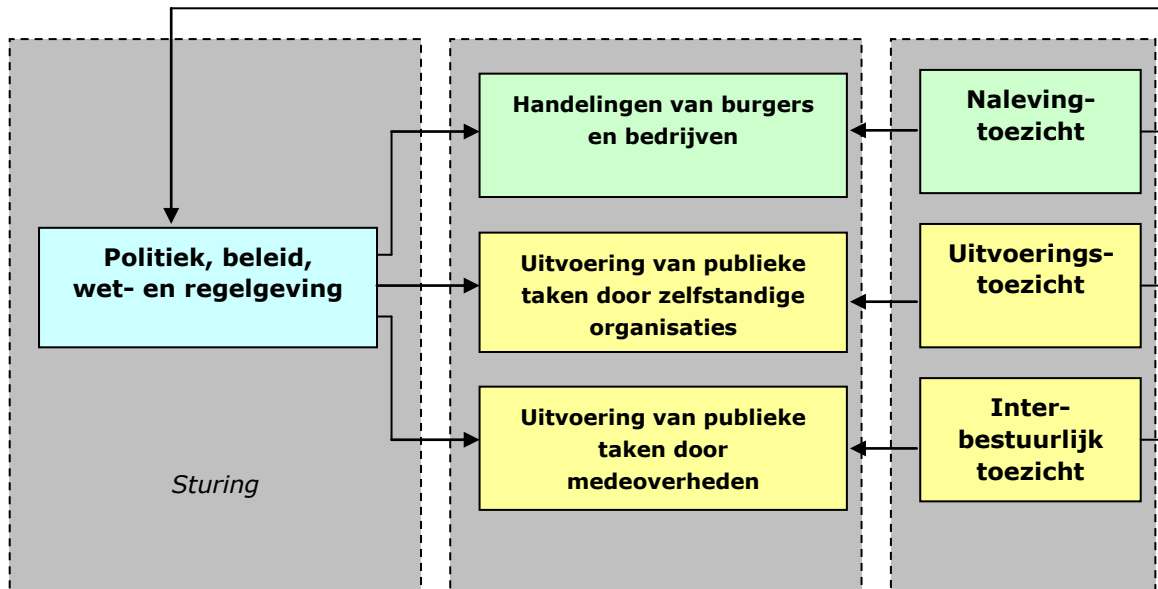 Politiek, beleid,
wet- en regelgeving
Sturing
Handelingen van burgers
en bedrijven
Uitvoering van publieke
taken door zelfstandige
organisaties
Uitvoering van publieke
taken door
medeoverheden
Naleving-
toezicht
Uitvoerings-
toezicht
Inter-
bestuurlijk
toezicht